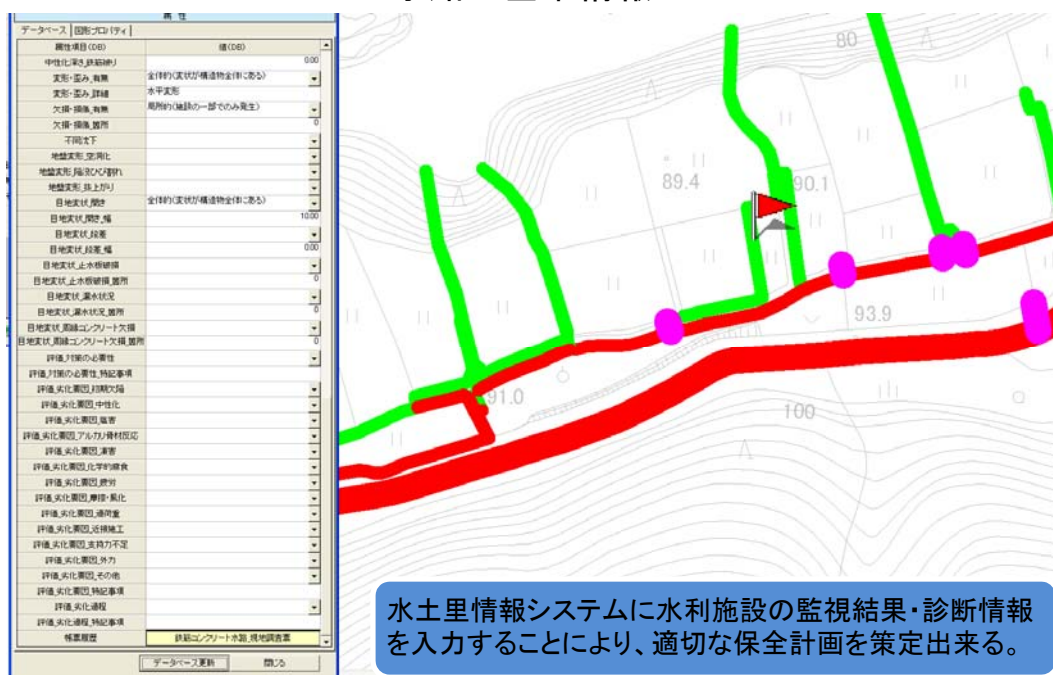 属 性
データベース 図形プロパティ
属性項目(DB) 値(DB)
中性化深さ_鉄筋被り 0.00
変形・歪み_有無 全体的(変状が構造物全体にある)
変形・歪み_詳細 水平変形
欠損・損傷_有無 局所的(施設の一部でのみ発生)
欠損・損傷_箇所 0
不同沈下
地盤変形_空洞化
地盤変形_陥没ひび割れ
地盤変形_抜上がり
目地変状_開き 全体的(変状が構造物全体にある)
目地変状_開き_幅 10.00
目地変状_段差
目地変状_段差_幅 0.00
目地変状_止水板破損
目地変状_止水板破損_箇所 0
目地変状_漏水状況
目地変状_漏水状況_箇所 0
目地変状_周縁コンクリート欠損
目地変状_周縁コンクリート欠損_箇所 0
評価_対策の必要性
評価_対策の必要性_特記事項
評価_劣化要因_初期欠陥
評価_劣化要因_中性化
評価_劣化要因_塩害
評価_劣化要因_アルカリ骨材反応
評価_劣化要因_凍害
評価_劣化要因_化学的腐食
評価_劣化要因_疲労
評価_劣化要因_摩耗・風化
評価_劣化要因_過荷重
評価_劣化要因_近接施工
評価_劣化要因_支持力不足
評価_劣化要因_外力
評価_劣化要因_その他
評価_劣化要因_特記事項
評価_劣化過程
評価_劣化過程_特記事項
帳票履歴 鉄筋コンクリート水路_現地調査票
データベース更新 閉じる
80
89.4
90.1
93.9
91.0
100
水土里情報システムに水利施設の監視結果・診断情報
を入力することにより、適切な保全計画を策定出来る。